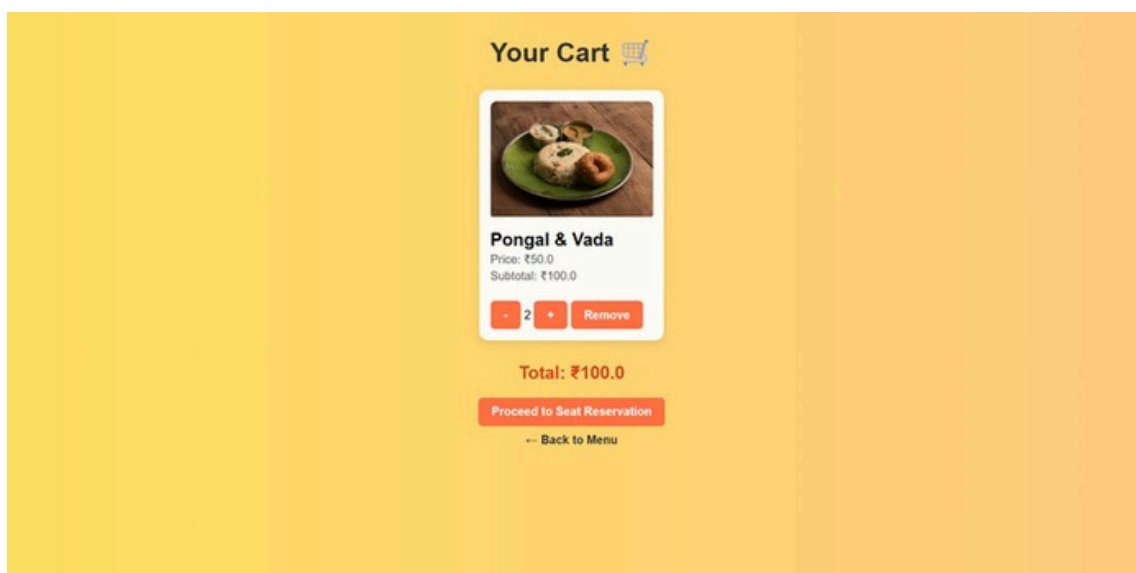 Your Cart 🛒
Pongal & Vada
Price: ₹50.0
Subtotal: ₹100.0
- 2 + Remove
Total: ₹100.0
Proceed to Seat Reservation
← Back to Menu